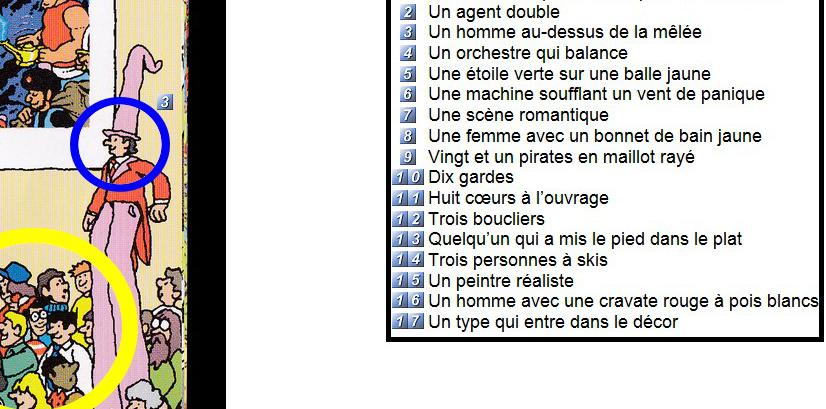 3
2 Un agent double
3 Un homme au-dessus de la mêlée
4 Un orchestre qui balance
5 Une étoile verte sur une balle jaune
6 Une machine soufflant un vent de panique
7 Une scène romantique
8 Une femme avec un bonnet de bain jaune
9 Vingt et un pirates en maillot rayé
10 Dix gardes
11 Huit cœurs à l’ouvrage
12 Trois boucliers
13 Quelqu’un qui a mis le pied dans le plat
14 Trois personnes à skis
15 Un peintre réaliste
16 Un homme avec une cravate rouge à pois blancs
17 Un type qui entre dans le décor